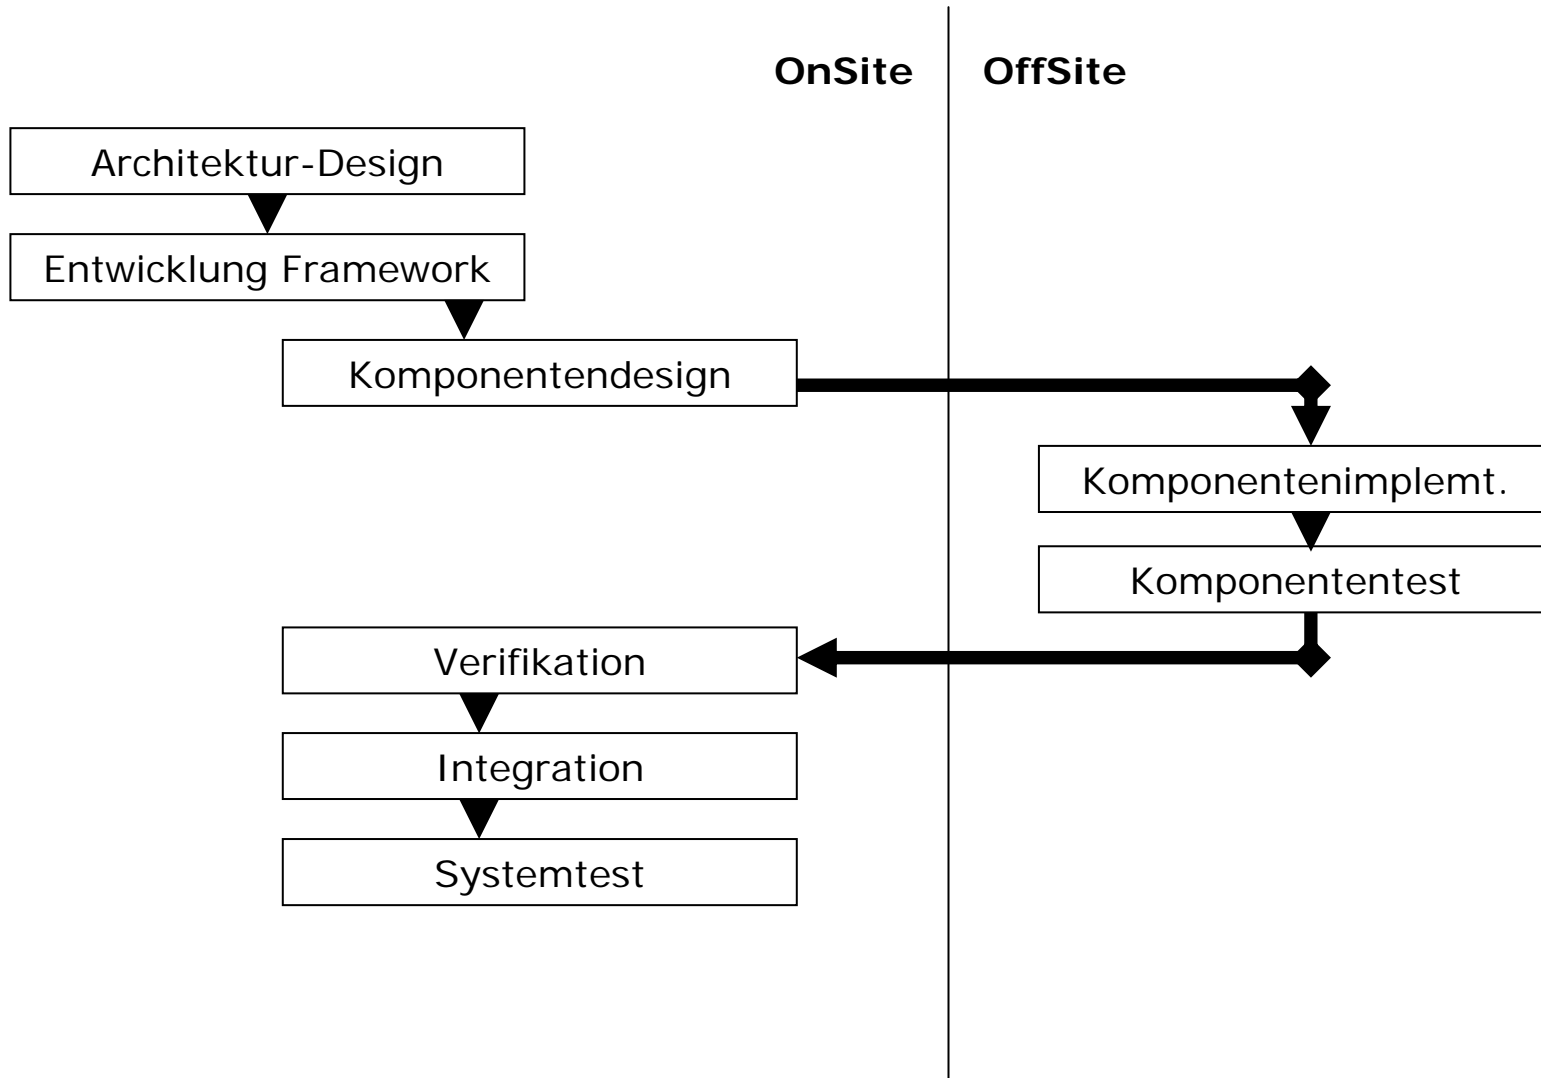 OnSite
OffSite
Architektur-Design
Entwicklung Framework
Komponentendesign
Komponentenimplemt.
Komponententest
Verifikation
Integration
Systemtest